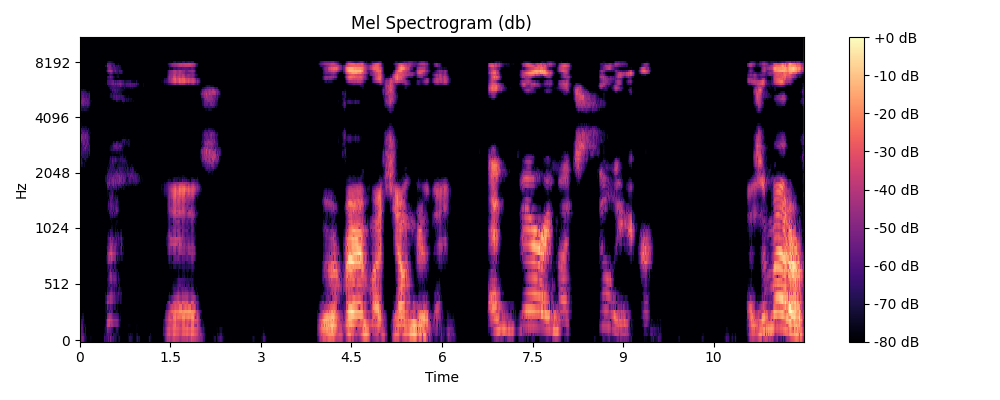 Mel Spectrogram (db)
Hz
8192
4096
2048
1024
512
0
0 1.5 3 4.5 6 7.5 9 10
Time
+0 dB
-10 dB
-20 dB
-30 dB
-40 dB
-50 dB
-60 dB
-70 dB
-80 dB